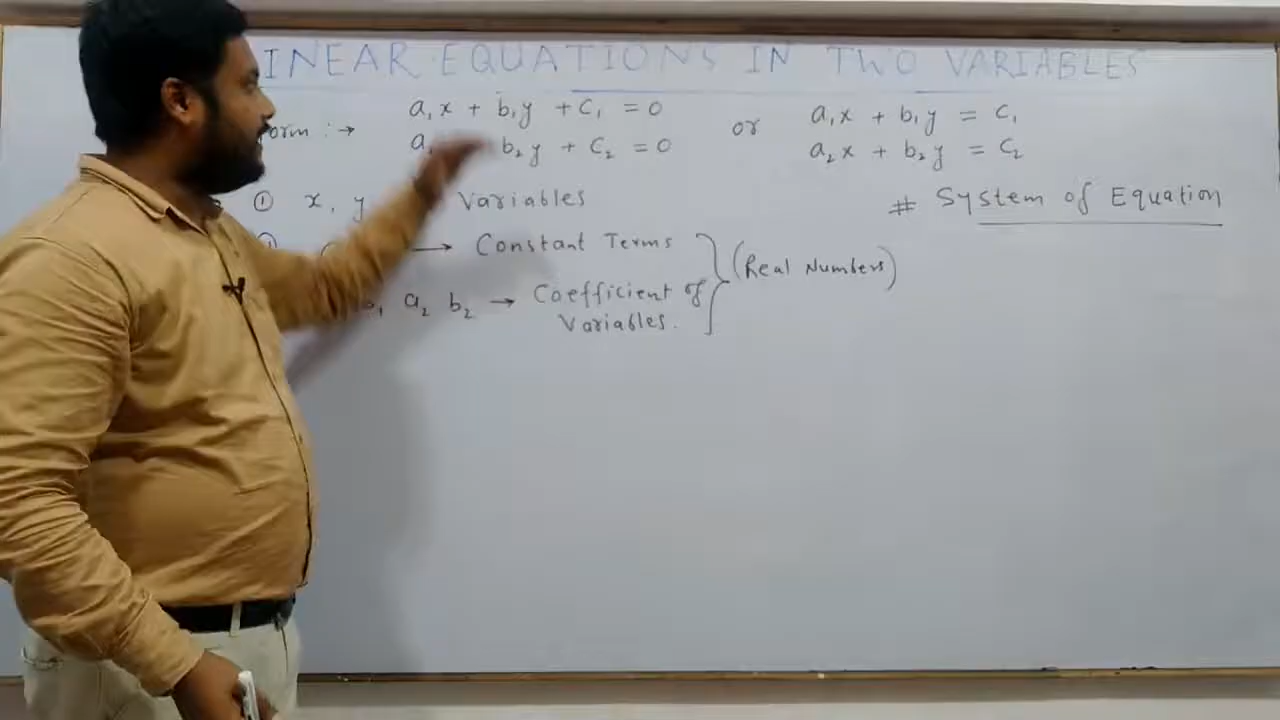 INEAR EQUATIONS IN TWO VARIABLES
orm :→ a₁x + b₁y + C₁ = 0 or a₁x + b₁y = C₁
b₂y + C₂ = 0 a₂x + b₂y = C₂
① x, y Variables # System of Equation
→ Constant Terms } (Real Numbers)
a₂ b₂ → Coefficient of
Variables.